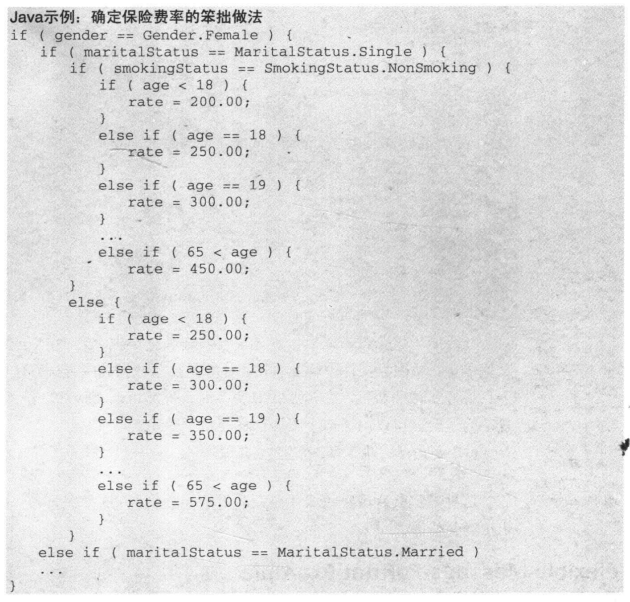 Java示例：确定保险费率的笨拙做法
if ( gender == Gender.Female ) {
   if ( maritalStatus == MaritalStatus.Single ) {
      if ( smokingStatus == SmokingStatus.NonSmoking ) {
         if ( age < 18 ) {
            rate = 200.00;
         }
         else if ( age == 18 ) {
            rate = 250.00;
         }
         else if ( age == 19 ) {
            rate = 300.00;
         }
         ...
         else if ( 65 < age ) {
            rate = 450.00;
      }
      else {
         if ( age < 18 ) {
            rate = 250.00;
         }
         else if ( age == 18 ) {
            rate = 300.00;
         }
         else if ( age == 19 ) {
            rate = 350.00;
         }
         ...
         else if ( 65 < age ) {
            rate = 575.00;
         }
      }
   else if ( maritalStatus == MaritalStatus.Married )
   ...
}